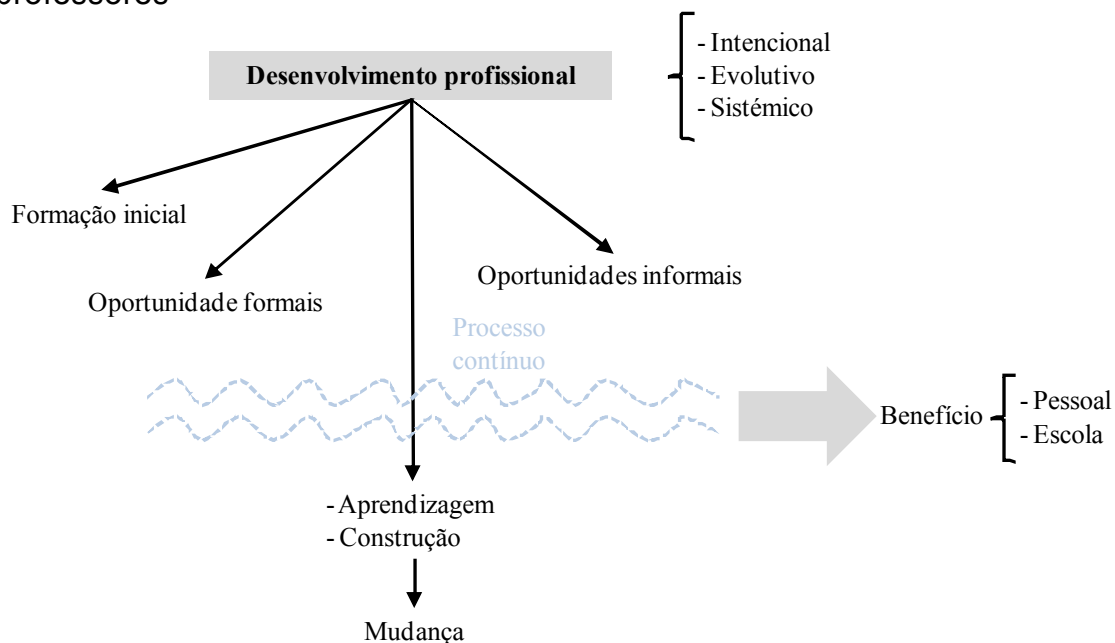 professores
Desenvolvimento profissional
- Intencional
- Evolutivo
- Sistémico
Formação inicial
Oportunidade formais
Oportunidades informais
Processo
contínuo
Benefício
- Pessoal
- Escola
- Aprendizagem
- Construção
Mudança